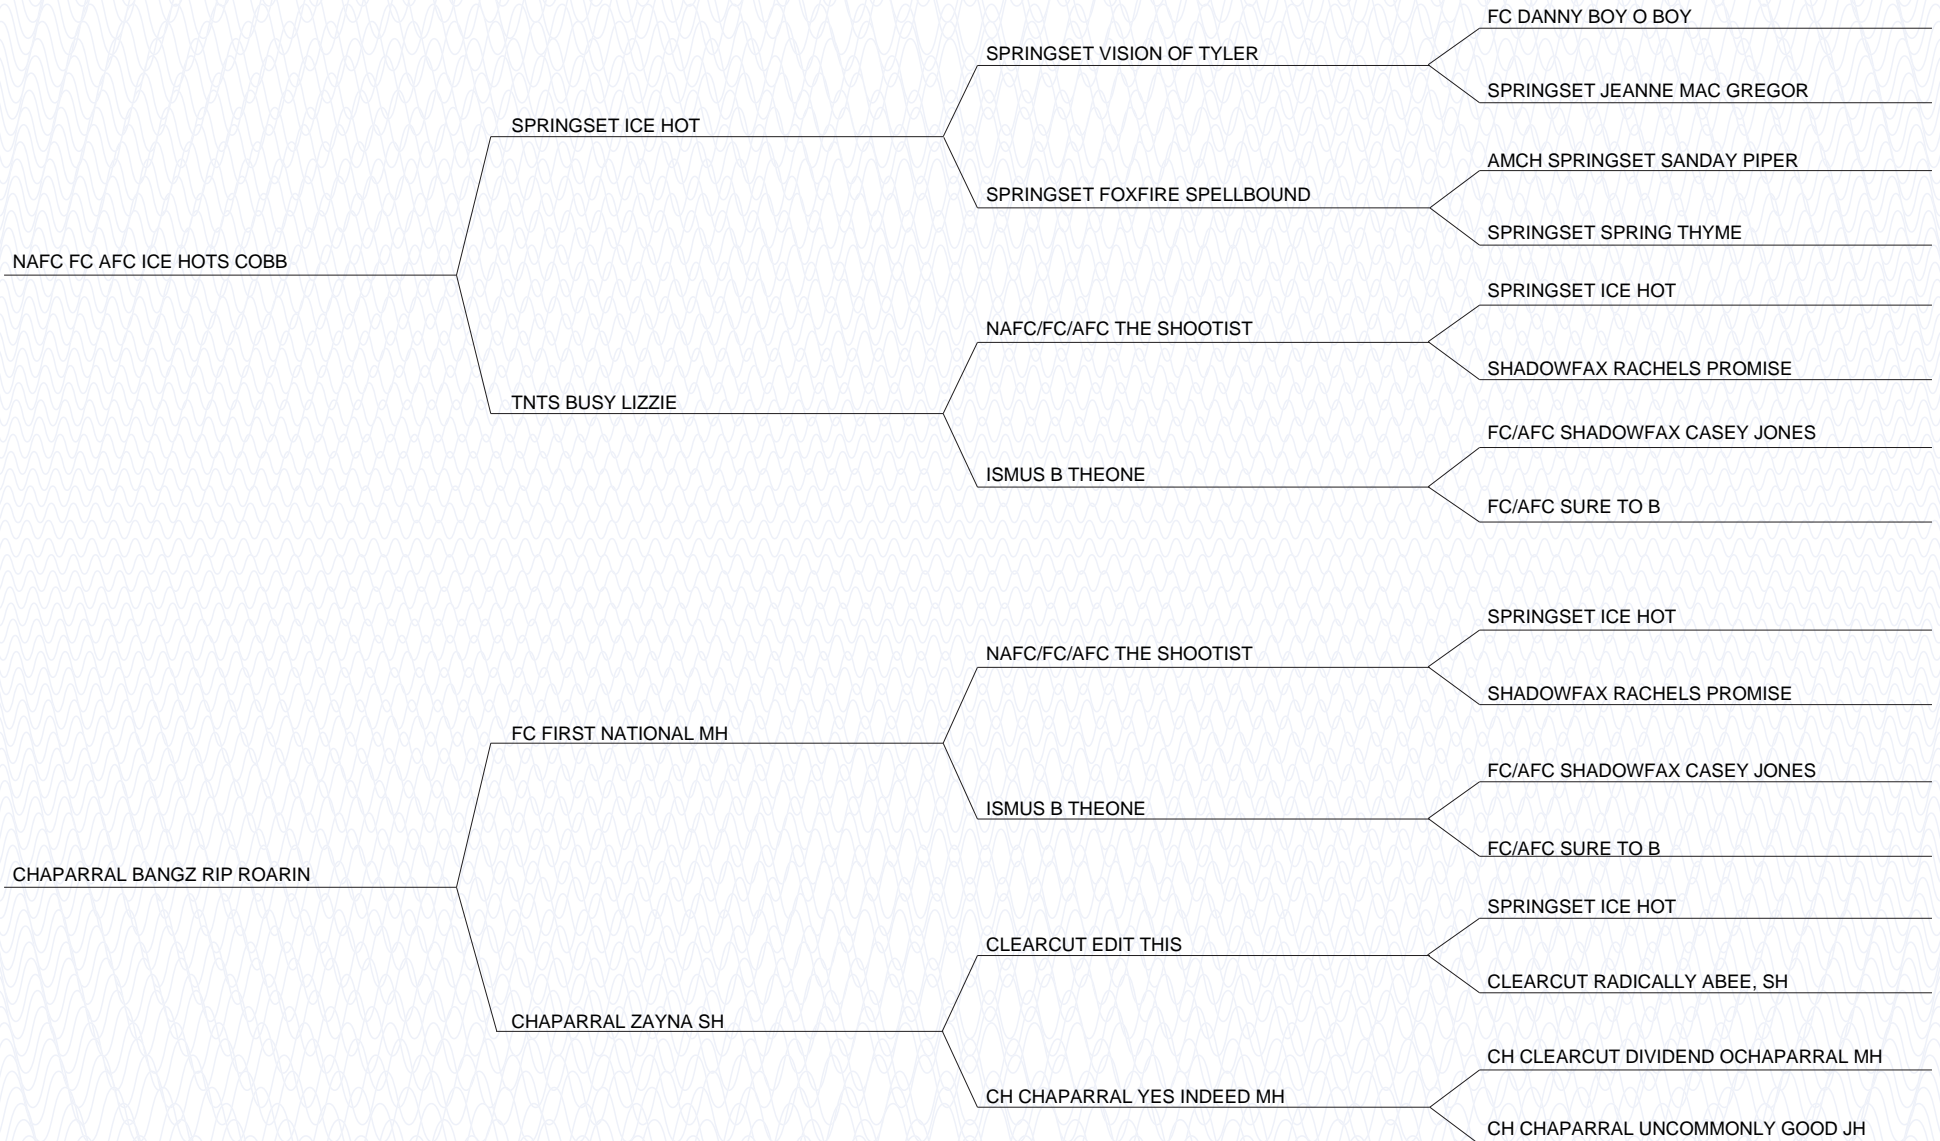 FC DANNY BOY O BOY
SPRINGSET VISION OF TYLER
SPRINGSET JEANNE MAC GREGOR
SPRINGSET ICE HOT
AMCH SPRINGSET SANDAY PIPER
SPRINGSET FOXFIRE SPELLBOUND
SPRINGSET SPRING THYME
NAFC FC AFC ICE HOTS COBB
SPRINGSET ICE HOT
NAFC/FC/AFC THE SHOOTIST
SHADOWFAX RACHELS PROMISE
TNTS BUSY LIZZIE
FC/AFC SHADOWFAX CASEY JONES
ISMUS B THEONE
FC/AFC SURE TO B
SPRINGSET ICE HOT
NAFC/FC/AFC THE SHOOTIST
SHADOWFAX RACHELS PROMISE
FC FIRST NATIONAL MH
FC/AFC SHADOWFAX CASEY JONES
ISMUS B THEONE
FC/AFC SURE TO B
CHAPARRAL BANGZ RIP ROARIN
SPRINGSET ICE HOT
CLEARCUT EDIT THIS
CLEARCUT RADICALLY ABEE, SH
CHAPARRAL ZAYNA SH
CH CLEARCUT DIVIDEND OCHAPARRAL MH
CH CHAPARRAL YES INDEED MH
CH CHAPARRAL UNCOMMONLY GOOD JH